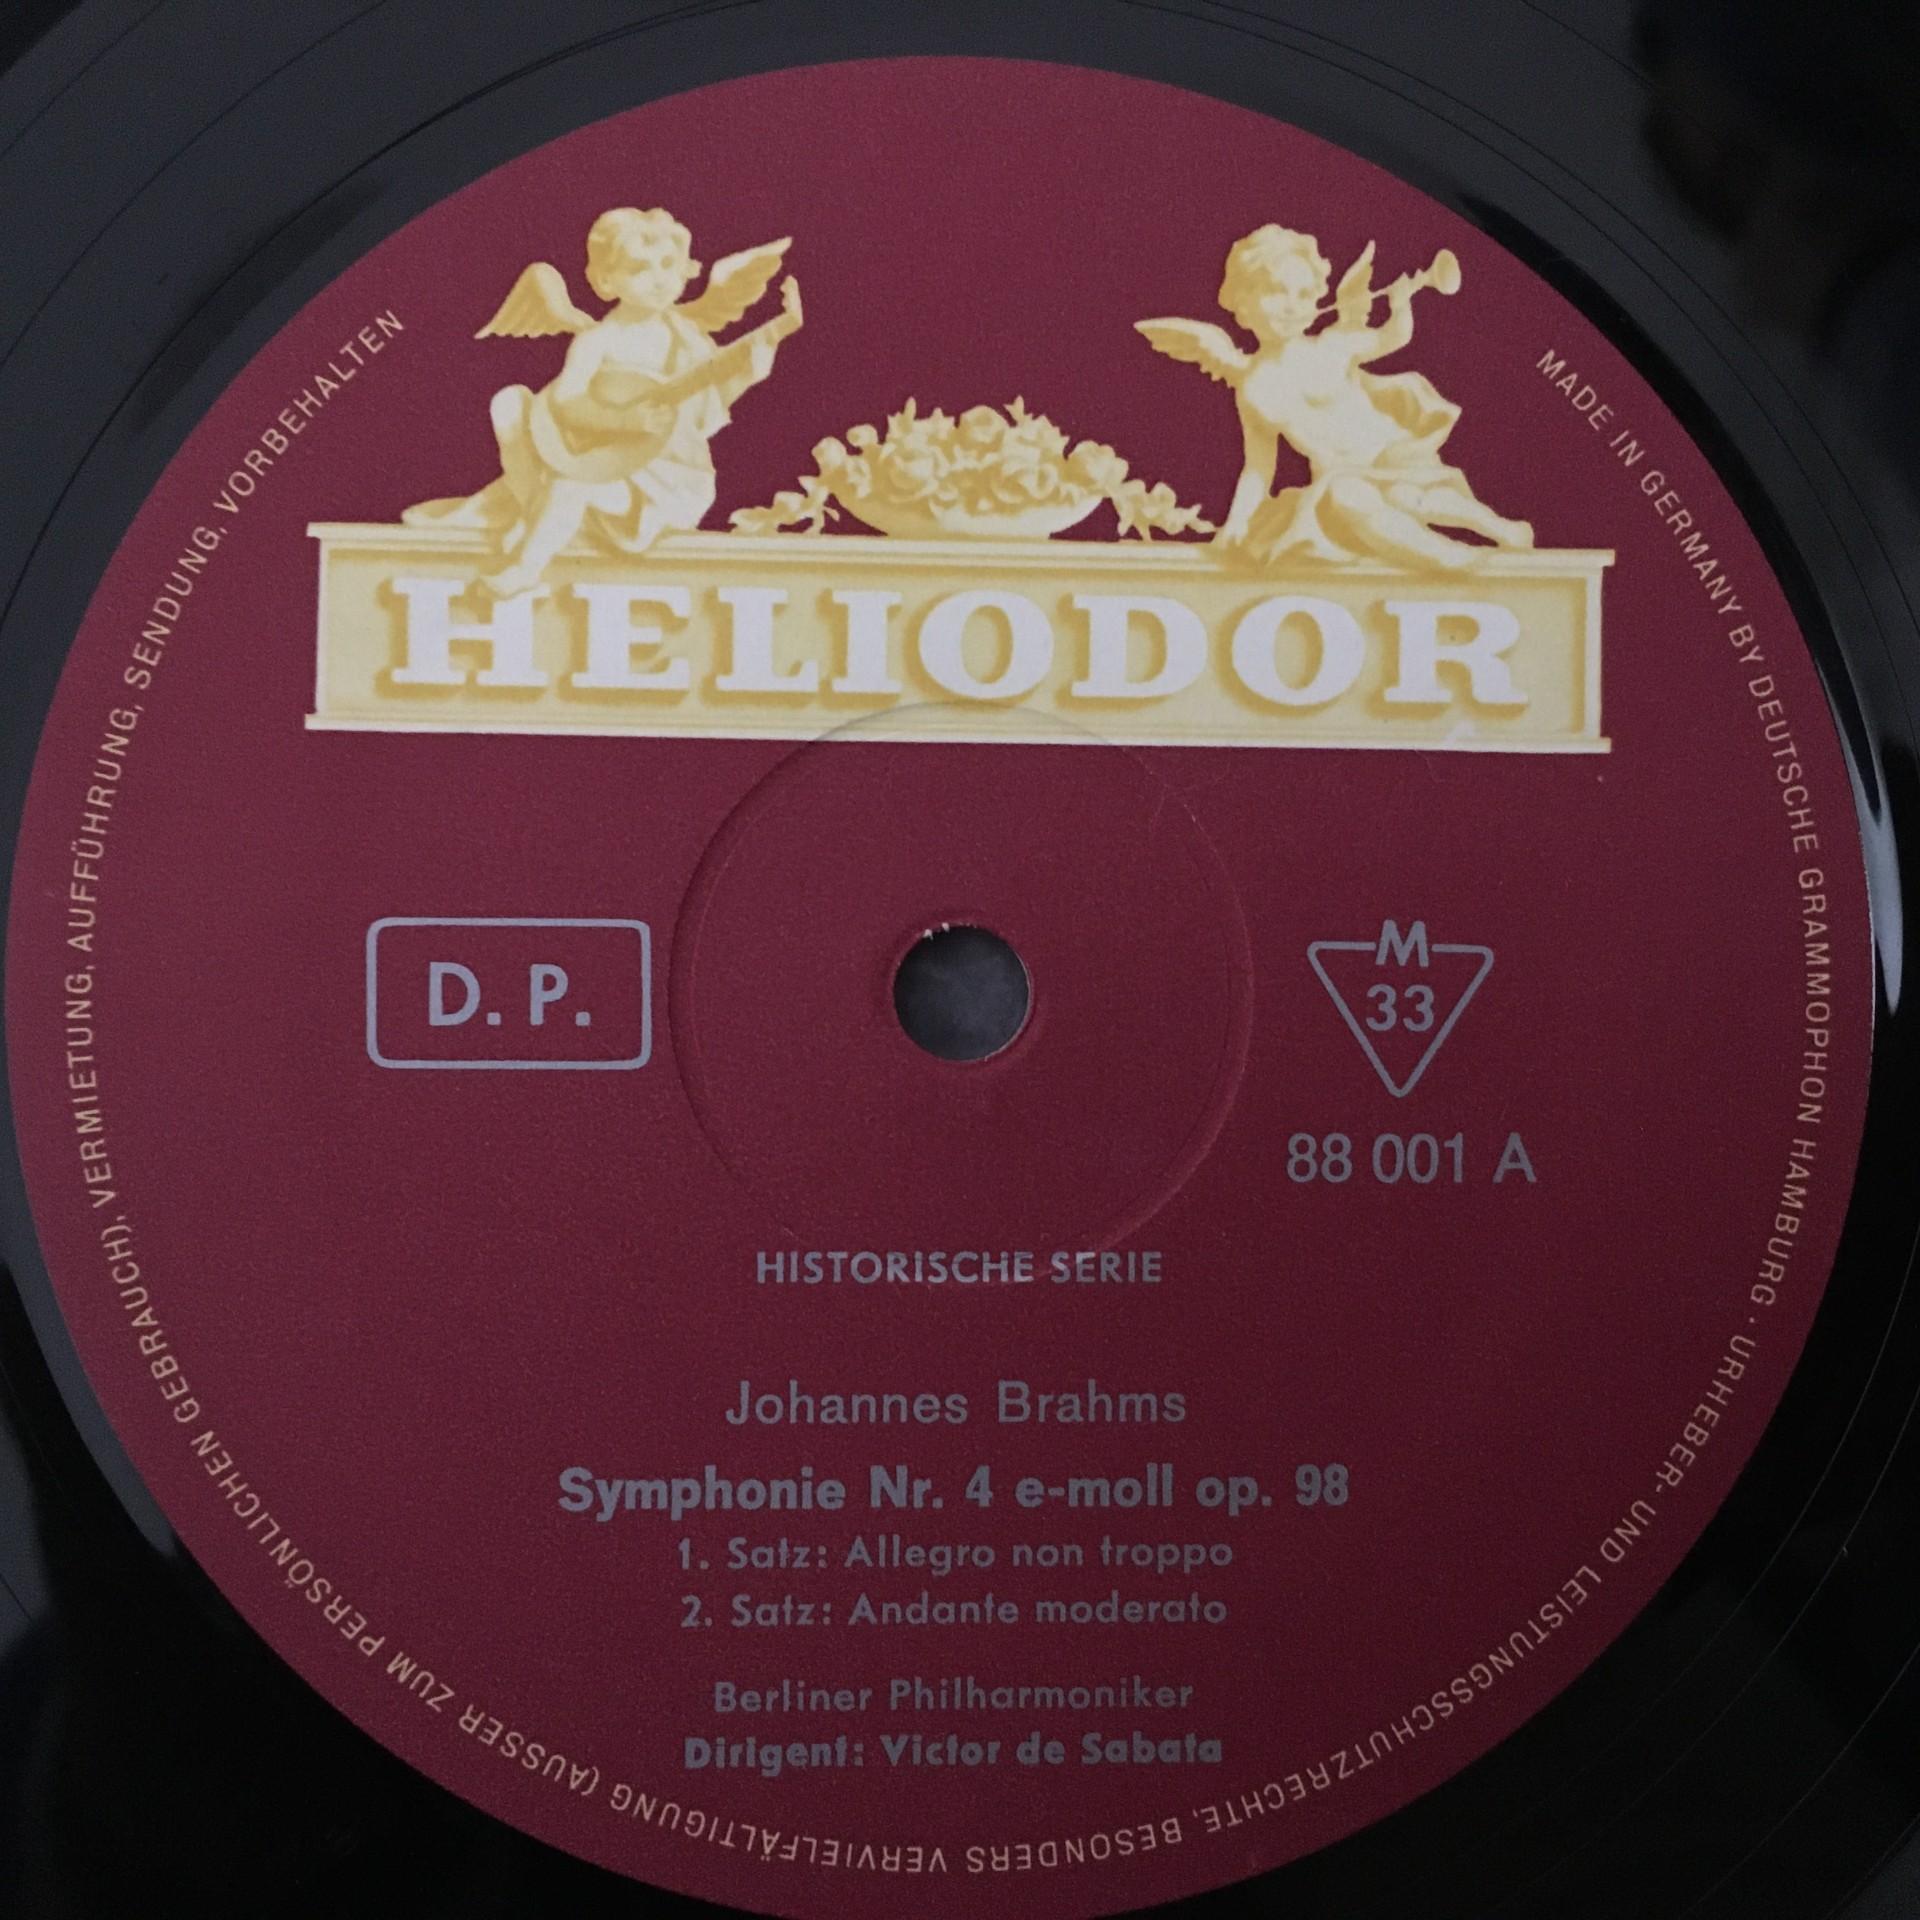 HELIODOR
D. P.
M
33
88 001 A
HISTORISCHE SERIE
Johannes Brahms
Symphonie Nr. 4 e-moll op. 98
1. Satz: Allegro non troppo
2. Satz: Andante moderato
Berliner Philharmoniker
Dirigent: Victor de Sabata
MADE IN GERMANY BY DEUTSCHE GRAMMOPHON HAMBURG · URHEBER- UND LEISTUNGSSCHUTZRECHTE, BESONDERS VERVIELFÄLTIGUNG (AUSSER ZUM PERSÖNLICHEN GEBRAUCH), VERMIETUNG, AUFFÜHRUNG, SENDUNG, VORBEHALTEN